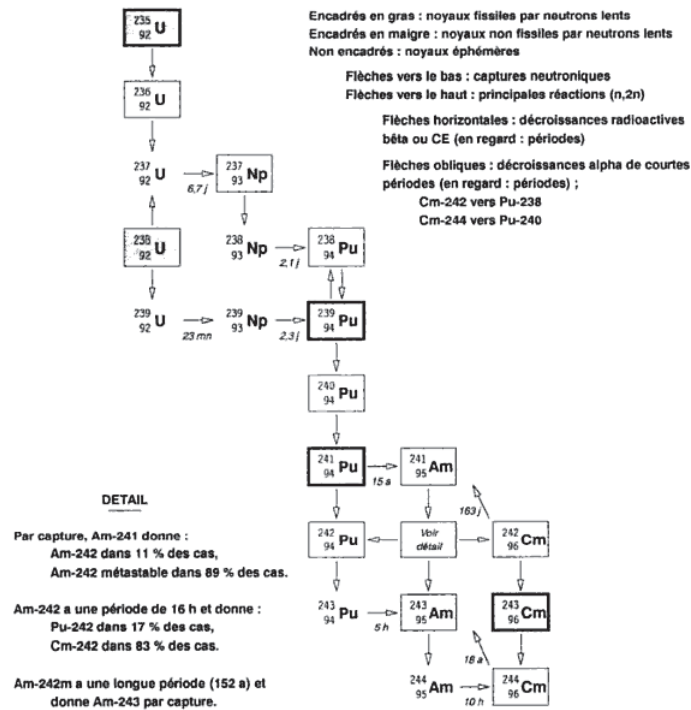 235
92 U
Encadrés en gras : noyaux fissiles par neutrons lents
Encadrés en maigre : noyaux non fissiles par neutrons lents
Non encadrés : noyaux éphémères
236
92 U
Flèches vers le bas : captures neutroniques
Flèches vers le haut : principales réactions (n,2n)
Flèches horizontales : décroissances radioactives
bêta ou CE (en regard : périodes)
237
92 U
6,7 j
237
93 Np
Flèches obliques : décroissances alpha de courtes
périodes (en regard : périodes) ;
Cm-242 vers Pu-238
Cm-244 vers Pu-240
238
92 U
238
93 Np
2,1 j
238
94 Pu
239
92 U
23 mn
239
93 Np
2,3 j
239
94 Pu
240
94 Pu
241
94 Pu
15 a
241
95 Am
163 j
242
94 Pu
Voir
détail
242
96 Cm
243
94 Pu
5 h
243
95 Am
243
96 Cm
18 a
244
95 Am
10 h
244
96 Cm
DETAIL
Par capture, Am-241 donne :
Am-242 dans 11 % des cas,
Am-242 métastable dans 89 % des cas.
Am-242 a une période de 16 h et donne :
Pu-242 dans 17 % des cas,
Cm-242 dans 83 % des cas.
Am-242m a une longue période (152 a) et
donne Am-243 par capture.